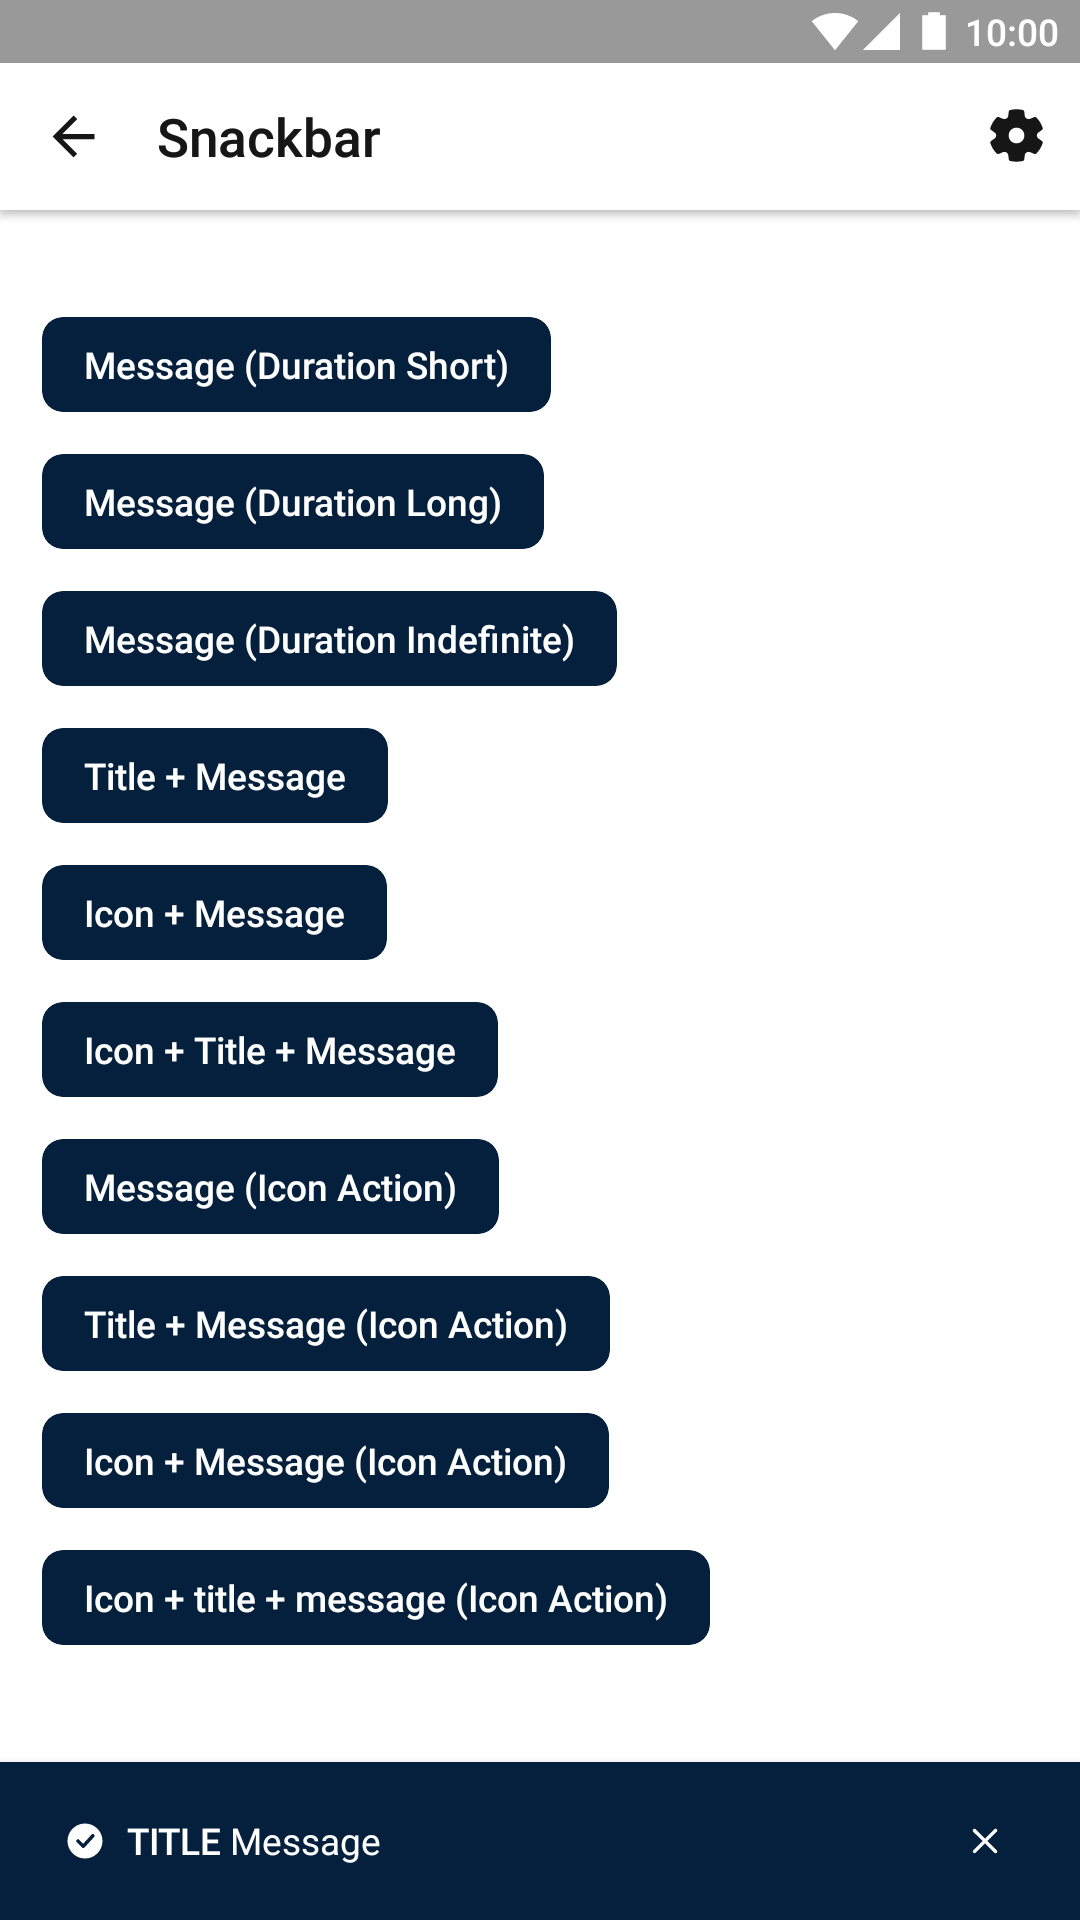 10:00
Snackbar
Message (Duration Short)
Message (Duration Long)
Message (Duration Indefinite)
Title + Message
Icon + Message
Icon + Title + Message
Message (Icon Action)
Title + Message (Icon Action)
Icon + Message (Icon Action)
Icon + title + message (Icon Action)
TITLE Message